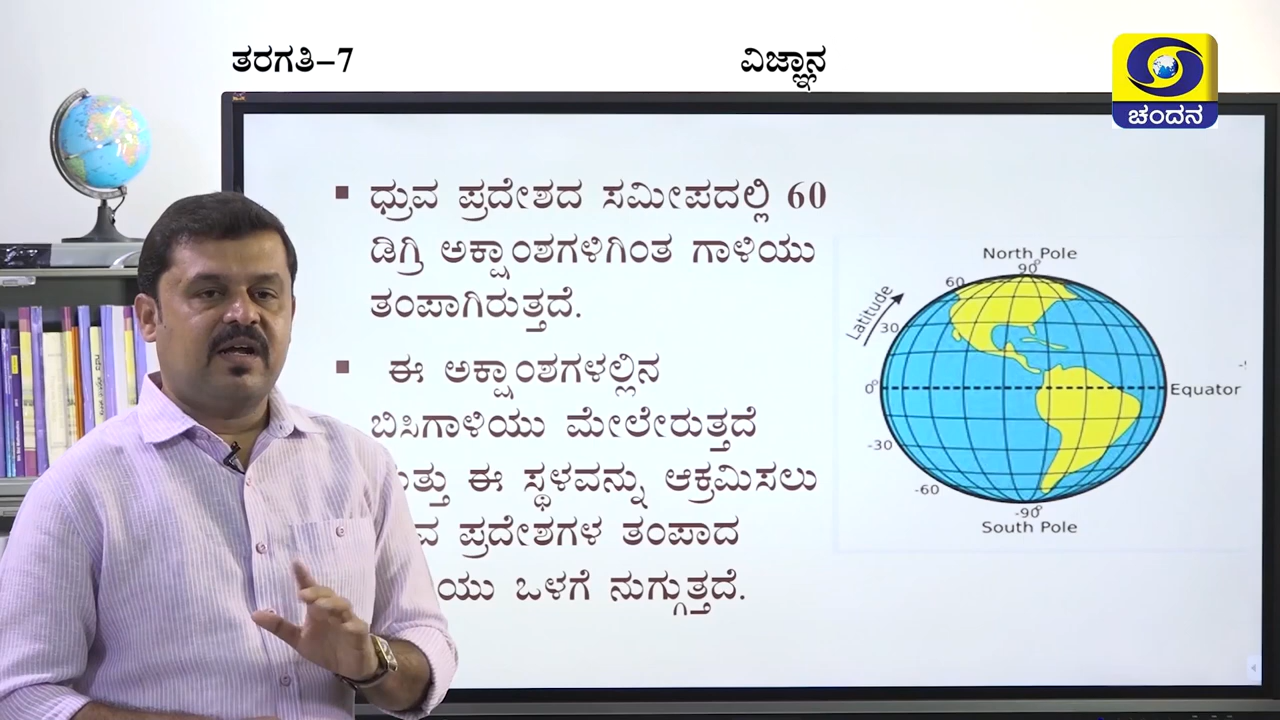 ತರಗತಿ–7
ವಿಜ್ಞಾನ
ಚಂದನ
ಧ್ರುವ ಪ್ರದೇಶದ ಸಮೀಪದಲ್ಲಿ 60
ಡಿಗ್ರಿ ಅಕ್ಷಾಂಶಗಳಿಗಿಂತ ಗಾಳಿಯು
ತಂಪಾಗಿರುತ್ತದೆ.
ಈ ಅಕ್ಷಾಂಶಗಳಲ್ಲಿನ
ಬಿಸಿಗಾಳಿಯು ಮೇಲೇರುತ್ತದೆ
ಈ ಸ್ಥಳವನ್ನು ಆಕ್ರಮಿಸಲು
ಪ್ರದೇಶಗಳ ತಂಪಾದ
ಒಳಗೆ ನುಗ್ಗುತ್ತದೆ.
North Pole
90°
60
Latitude
30
0°
Equator
-30
-60
-90°
South Pole